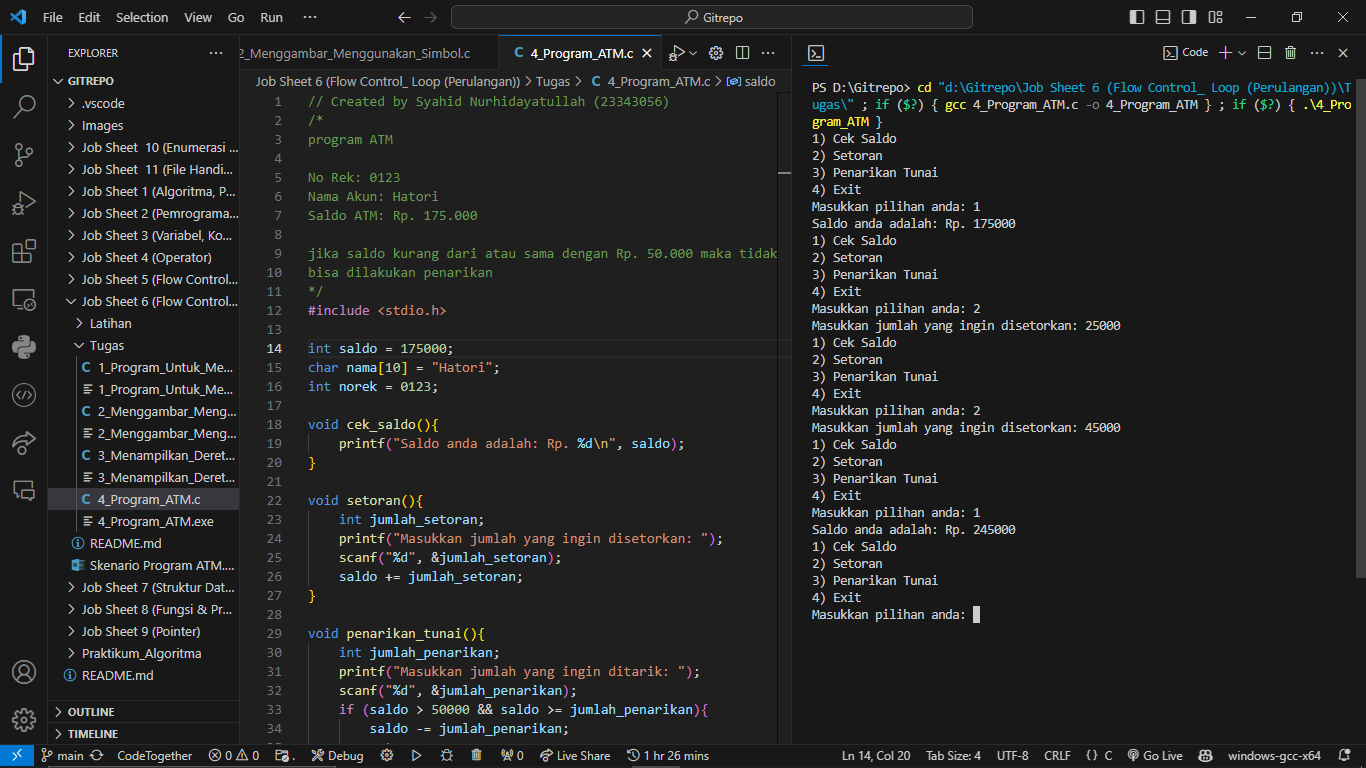 File Edit Selection View Go Run ··· Gitrepo
EXPLORER ···
GITREPO
.vscode
Images
Job Sheet 10 (Enumerasi ...
Job Sheet 11 (File Handi...
Job Sheet 1 (Algoritma, P...
Job Sheet 2 (Pemrograma...
Job Sheet 3 (Variabel, Ko...
Job Sheet 4 (Operator)
Job Sheet 5 (Flow Control...
Job Sheet 6 (Flow Control...
Latihan
Tugas
C 1_Program_Untuk_Me...
1_Program_Untuk_Me...
C 2_Menggambar_Meng...
2_Menggambar_Meng...
C 3_Menampilkan_Deret...
3_Menampilkan_Deret...
C 4_Program_ATM.c
4_Program_ATM.exe
README.md
Skenario Program ATM....
Job Sheet 7 (Struktur Dat...
Job Sheet 8 (Fungsi & Pr...
Job Sheet 9 (Pointer)
Praktikum_Algoritma
README.md
OUTLINE
TIMELINE
2_Menggambar_Menggunakan_Simbol.c C 4_Program_ATM.c
Job Sheet 6 (Flow Control_ Loop (Perulangan)) > Tugas > C 4_Program_ATM.c > saldo
1 // Created by Syahid Nurhidayatullah (23343056)
2 /*
3 program ATM
4
5 No Rek: 0123
6 Nama Akun: Hatori
7 Saldo ATM: Rp. 175.000
8
9 jika saldo kurang dari atau sama dengan Rp. 50.000 maka tidak
10 bisa dilakukan penarikan
11 */
12 #include <stdio.h>
13
14 int saldo = 175000;
15 char nama[10] = "Hatori";
16 int norek = 0123;
17
18 void cek_saldo(){
19 printf("Saldo anda adalah: Rp. %d\n", saldo);
20 }
21
22 void setoran(){
23 int jumlah_setoran;
24 printf("Masukkan jumlah yang ingin disetorkan: ");
25 scanf("%d", &jumlah_setoran);
26 saldo += jumlah_setoran;
27 }
28
29 void penarikan_tunai(){
30 int jumlah_penarikan;
31 printf("Masukkan jumlah yang ingin ditarik: ");
32 scanf("%d", &jumlah_penarikan);
33 if (saldo > 50000 && saldo >= jumlah_penarikan){
34 saldo -= jumlah_penarikan;
Code
PS D:\Gitrepo> cd "d:\Gitrepo\Job Sheet 6 (Flow Control_ Loop (Perulangan))\T
ugas\" ; if ($?) { gcc 4_Program_ATM.c -o 4_Program_ATM } ; if ($?) { .\4_Pro
gram_ATM }
1) Cek Saldo
2) Setoran
3) Penarikan Tunai
4) Exit
Masukkan pilihan anda: 1
Saldo anda adalah: Rp. 175000
1) Cek Saldo
2) Setoran
3) Penarikan Tunai
4) Exit
Masukkan pilihan anda: 2
Masukkan jumlah yang ingin disetorkan: 25000
1) Cek Saldo
2) Setoran
3) Penarikan Tunai
4) Exit
Masukkan pilihan anda: 2
Masukkan jumlah yang ingin disetorkan: 45000
1) Cek Saldo
2) Setoran
3) Penarikan Tunai
4) Exit
Masukkan pilihan anda: 1
Saldo anda adalah: Rp. 245000
1) Cek Saldo
2) Setoran
3) Penarikan Tunai
4) Exit
Masukkan pilihan anda:
main CodeTogether 0 0 Debug 0 Live Share 1 hr 26 mins Ln 14, Col 20 Tab Size: 4 UTF-8 CRLF { } C Go Live windows-gcc-x64